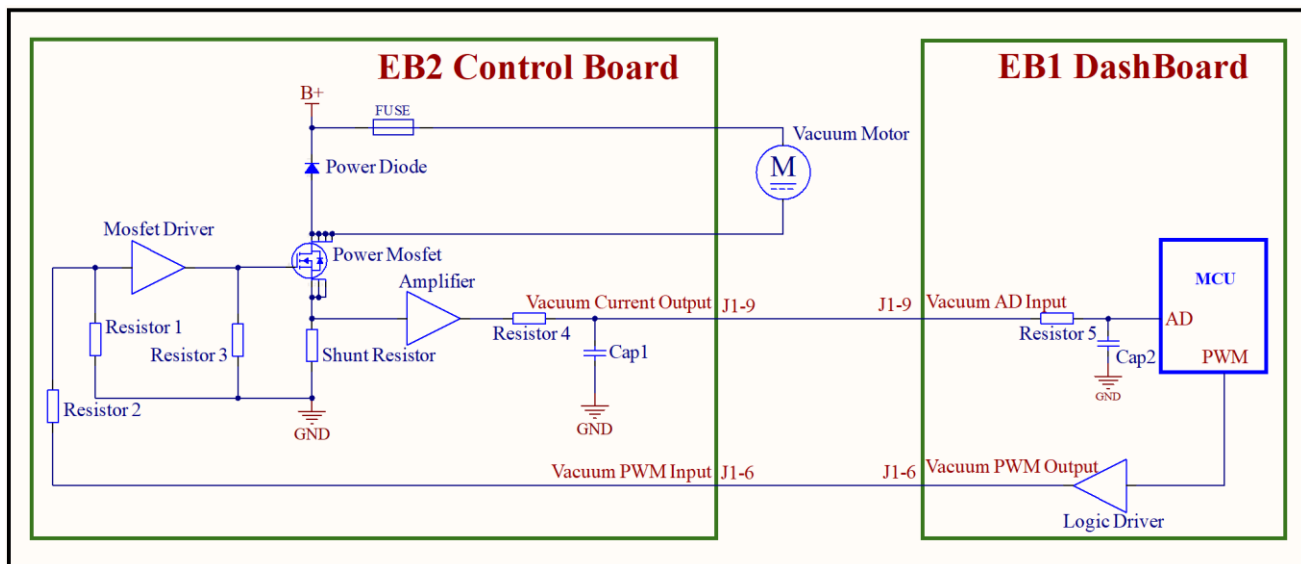 EB2 Control Board
EB1 DashBoard
B+
FUSE
Vacuum Motor
M
Power Diode
Mosfet Driver
Power Mosfet
Amplifier
Vacuum Current Output
J1-9
J1-9
Vacuum AD Input
MCU
AD
PWM
Resistor 1
Resistor 3
Shunt Resistor
Resistor 4
Cap1
Resistor 5
Cap2
GND
Resistor 2
GND
GND
Vacuum PWM Input
J1-6
J1-6
Vacuum PWM Output
Logic Driver